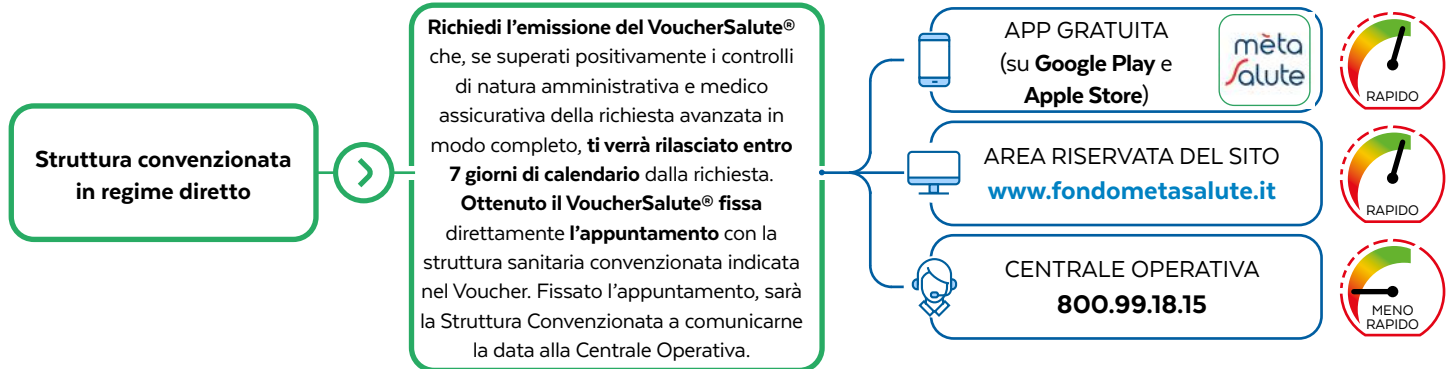 Struttura convenzionata
in regime diretto
Richiedi l’emissione del VoucherSalute®
che, se superati positivamente i controlli
di natura amministrativa e medico
assicurativa della richiesta avanzata in
modo completo, ti verrà rilasciato entro
7 giorni di calendario dalla richiesta.
Ottenuto il VoucherSalute® fissa
direttamente l’appuntamento con la
struttura sanitaria convenzionata indicata
nel Voucher. Fissato l’appuntamento, sarà
la Struttura Convenzionata a comunicarne
la data alla Centrale Operativa.
APP GRATUITA
(su Google Play e
Apple Store)
mèta
Salute
RAPIDO
AREA RISERVATA DEL SITO
www.fondometasalute.it
RAPIDO
CENTRALE OPERATIVA
800.99.18.15
MENO
RAPIDO